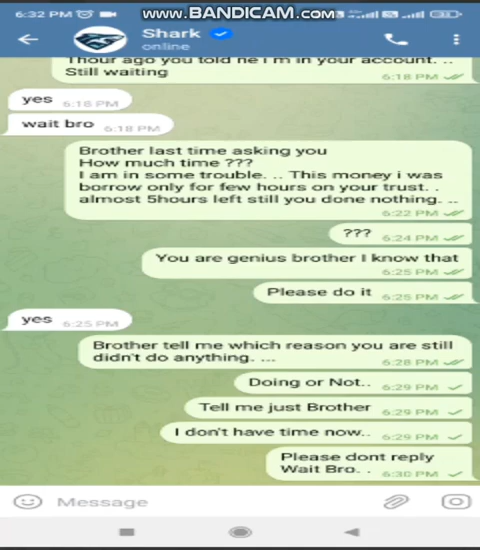 6:32 PM
www.BANDICAM.com
Shark
online
1hour ago you told ne I m in your account. ..
Still waiting
6:18 PM
yes 6:18 PM
wait bro 6:18 PM
Brother last time asking you
How much time ???
I am in some trouble. .. This money i was
borrow only for few hours on your trust. .
almost 5hours left still you done nothing. ...
6:22 PM
??? 6:24 PM
You are genius brother I know that
6:25 PM
Please do it 6:25 PM
yes 6:25 PM
Brother tell me which reason you are still
didn't do anything. ...
6:28 PM
Doing or Not.. 6:29 PM
Tell me just Brother 6:29 PM
I don't have time now.. 6:29 PM
Please dont reply
Wait Bro. . 6:30 PM
Message